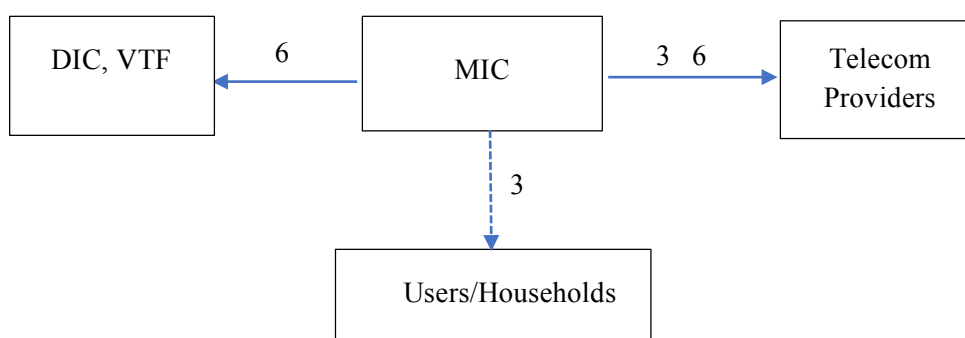 DIC, VTF
6
MIC
3 6
Telecom
Providers
3
Users/Households